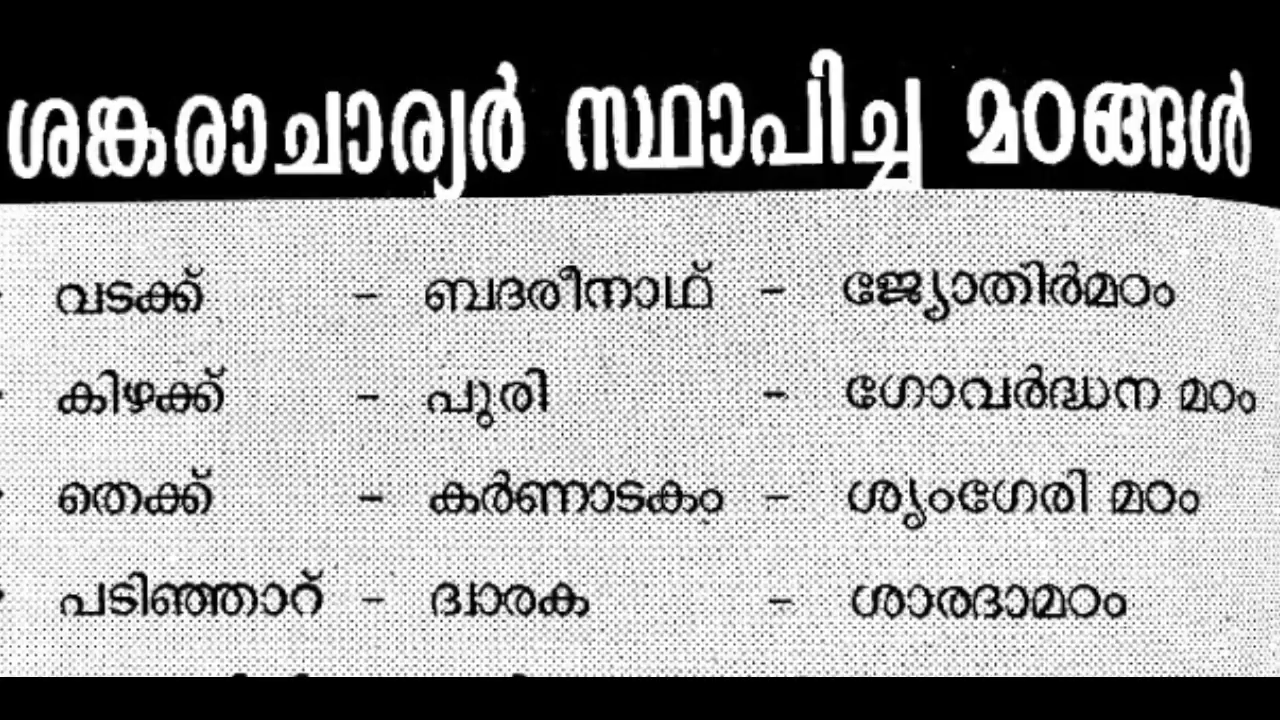 ശങ്കരാചാര്യർ സ്ഥാപിച്ച മഠങ്ങൾ
വടക്ക് - ബദരീനാഥ് - ജ്യോതിർമഠം
കിഴക്ക് - പുരി - ഗോവർദ്ധന മഠം
തെക്ക് - കർണാടകം - ശൃംഗേരി മഠം
പടിഞ്ഞാറ് - ദ്വാരക - ശാരദാമഠം